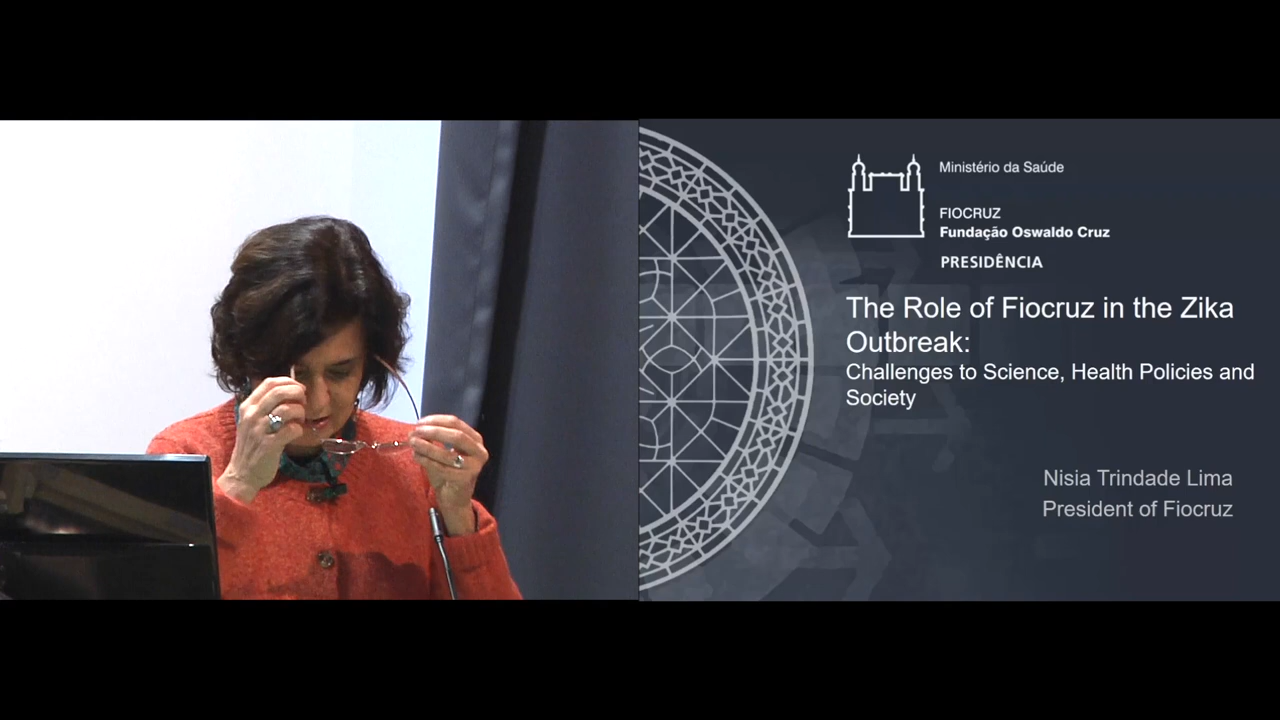 Ministério da Saúde
FIOCRUZ
Fundação Oswaldo Cruz
PRESIDÊNCIA
The Role of Fiocruz in the Zika
Outbreak:
Challenges to Science, Health Policies and
Society
Nisia Trindade Lima
President of Fiocruz